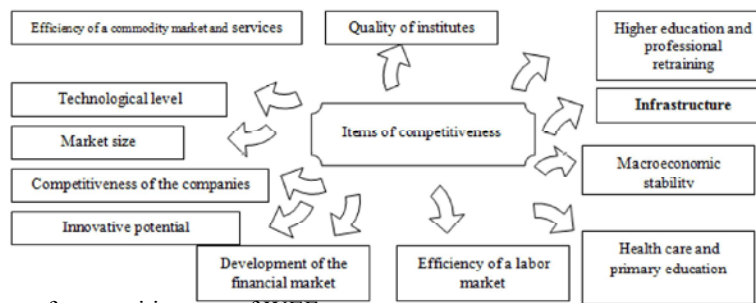 Efficiency of a commodity market and services
Quality of institutes
Higher education and
professional
retraining
Technological level
Infrastructure
Market size
Items of competitiveness
Macroeconomic
stability
Competitiveness of the companies
Innovative potential
Development of the
financial market
Efficiency of a labor
market
Health care and
primary education